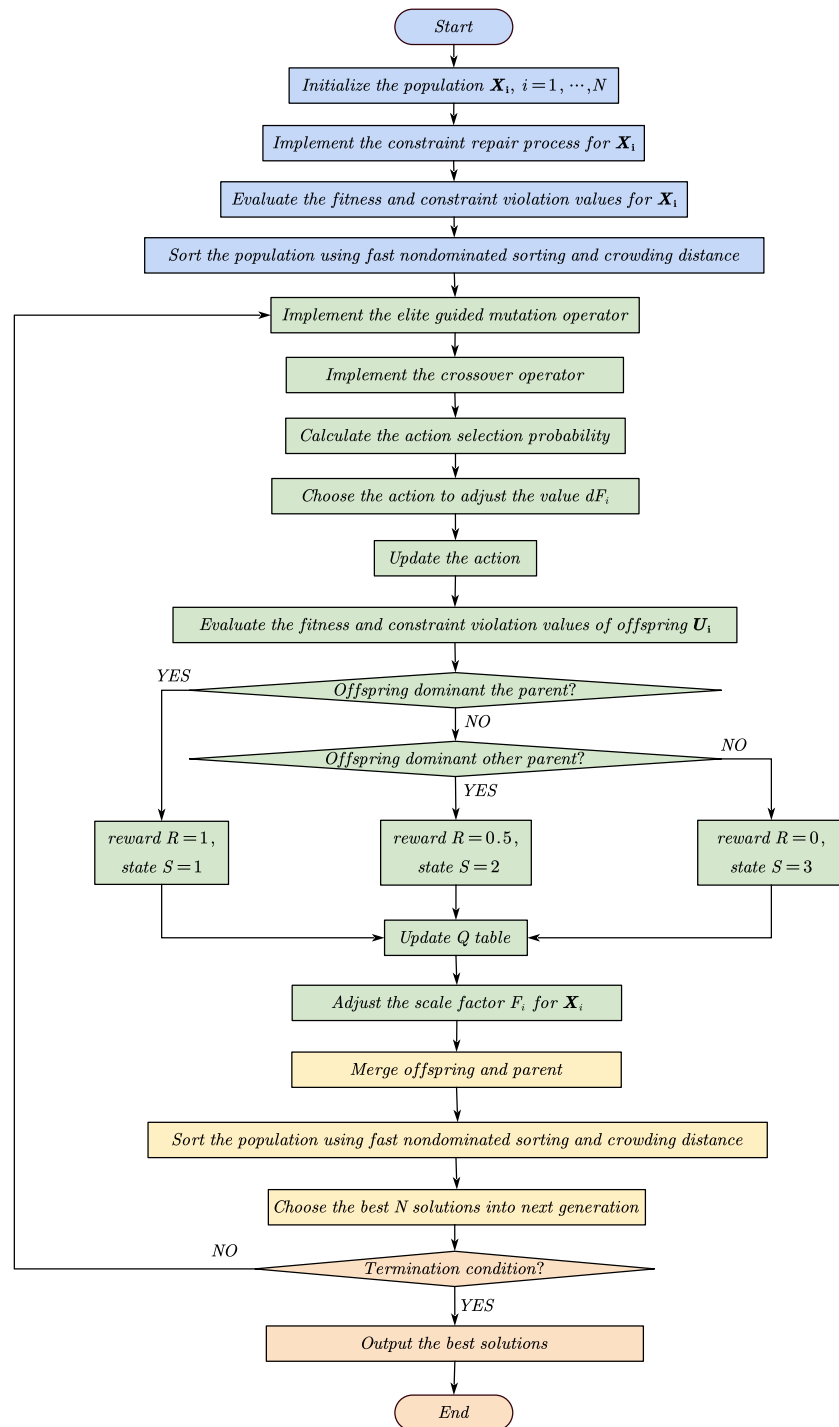 Start
Initialize the population X_i, i=1, ⋯,N
Implement the constraint repair process for X_i
Evaluate the fitness and constraint violation values for X_i
Sort the population using fast nondominated sorting and crowding distance
Implement the elite guided mutation operator
Implement the crossover operator
Calculate the action selection probability
Choose the action to adjust the value dF_i
Update the action
Evaluate the fitness and constraint violation values of offspring U_i
YES
Offspring dominant the parent?
NO
Offspring dominant other parent?
NO
YES
reward R=1,
state S=1
reward R=0.5,
state S=2
reward R=0,
state S=3
Update Q table
Adjust the scale factor F_i for X_i
Merge offspring and parent
Sort the population using fast nondominated sorting and crowding distance
Choose the best N solutions into next generation
NO
Termination condition?
YES
Output the best solutions
End